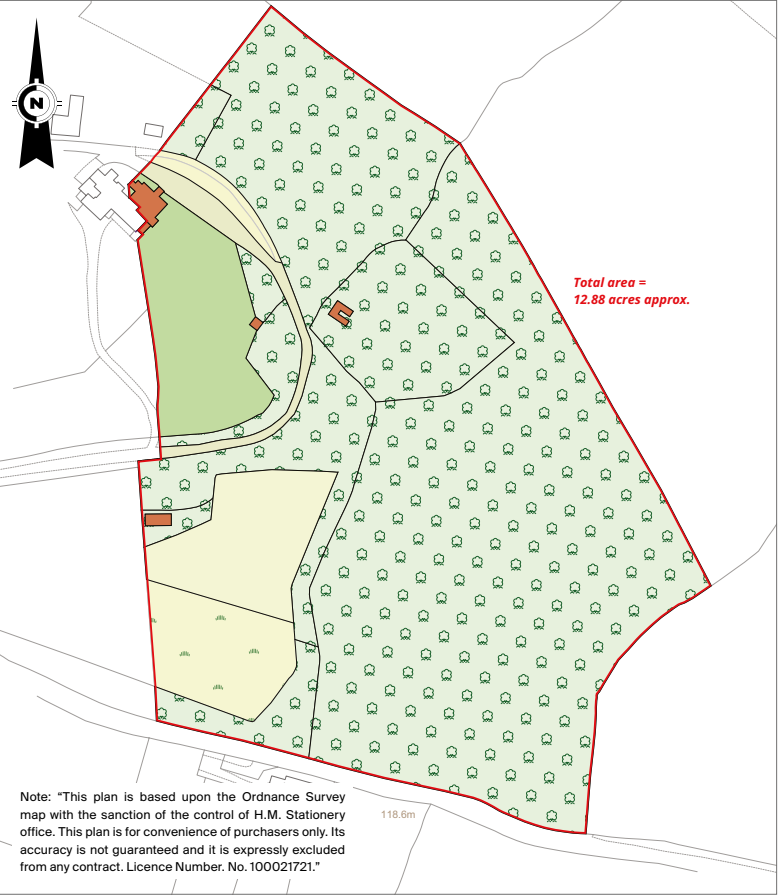 N
Total area =
12.88 acres approx.
Note: “This plan is based upon the Ordnance Survey
map with the sanction of the control of H.M. Stationery
office. This plan is for convenience of purchasers only. Its
accuracy is not guaranteed and it is expressly excluded
from any contract. Licence Number. No. 100021721.”
118.6m